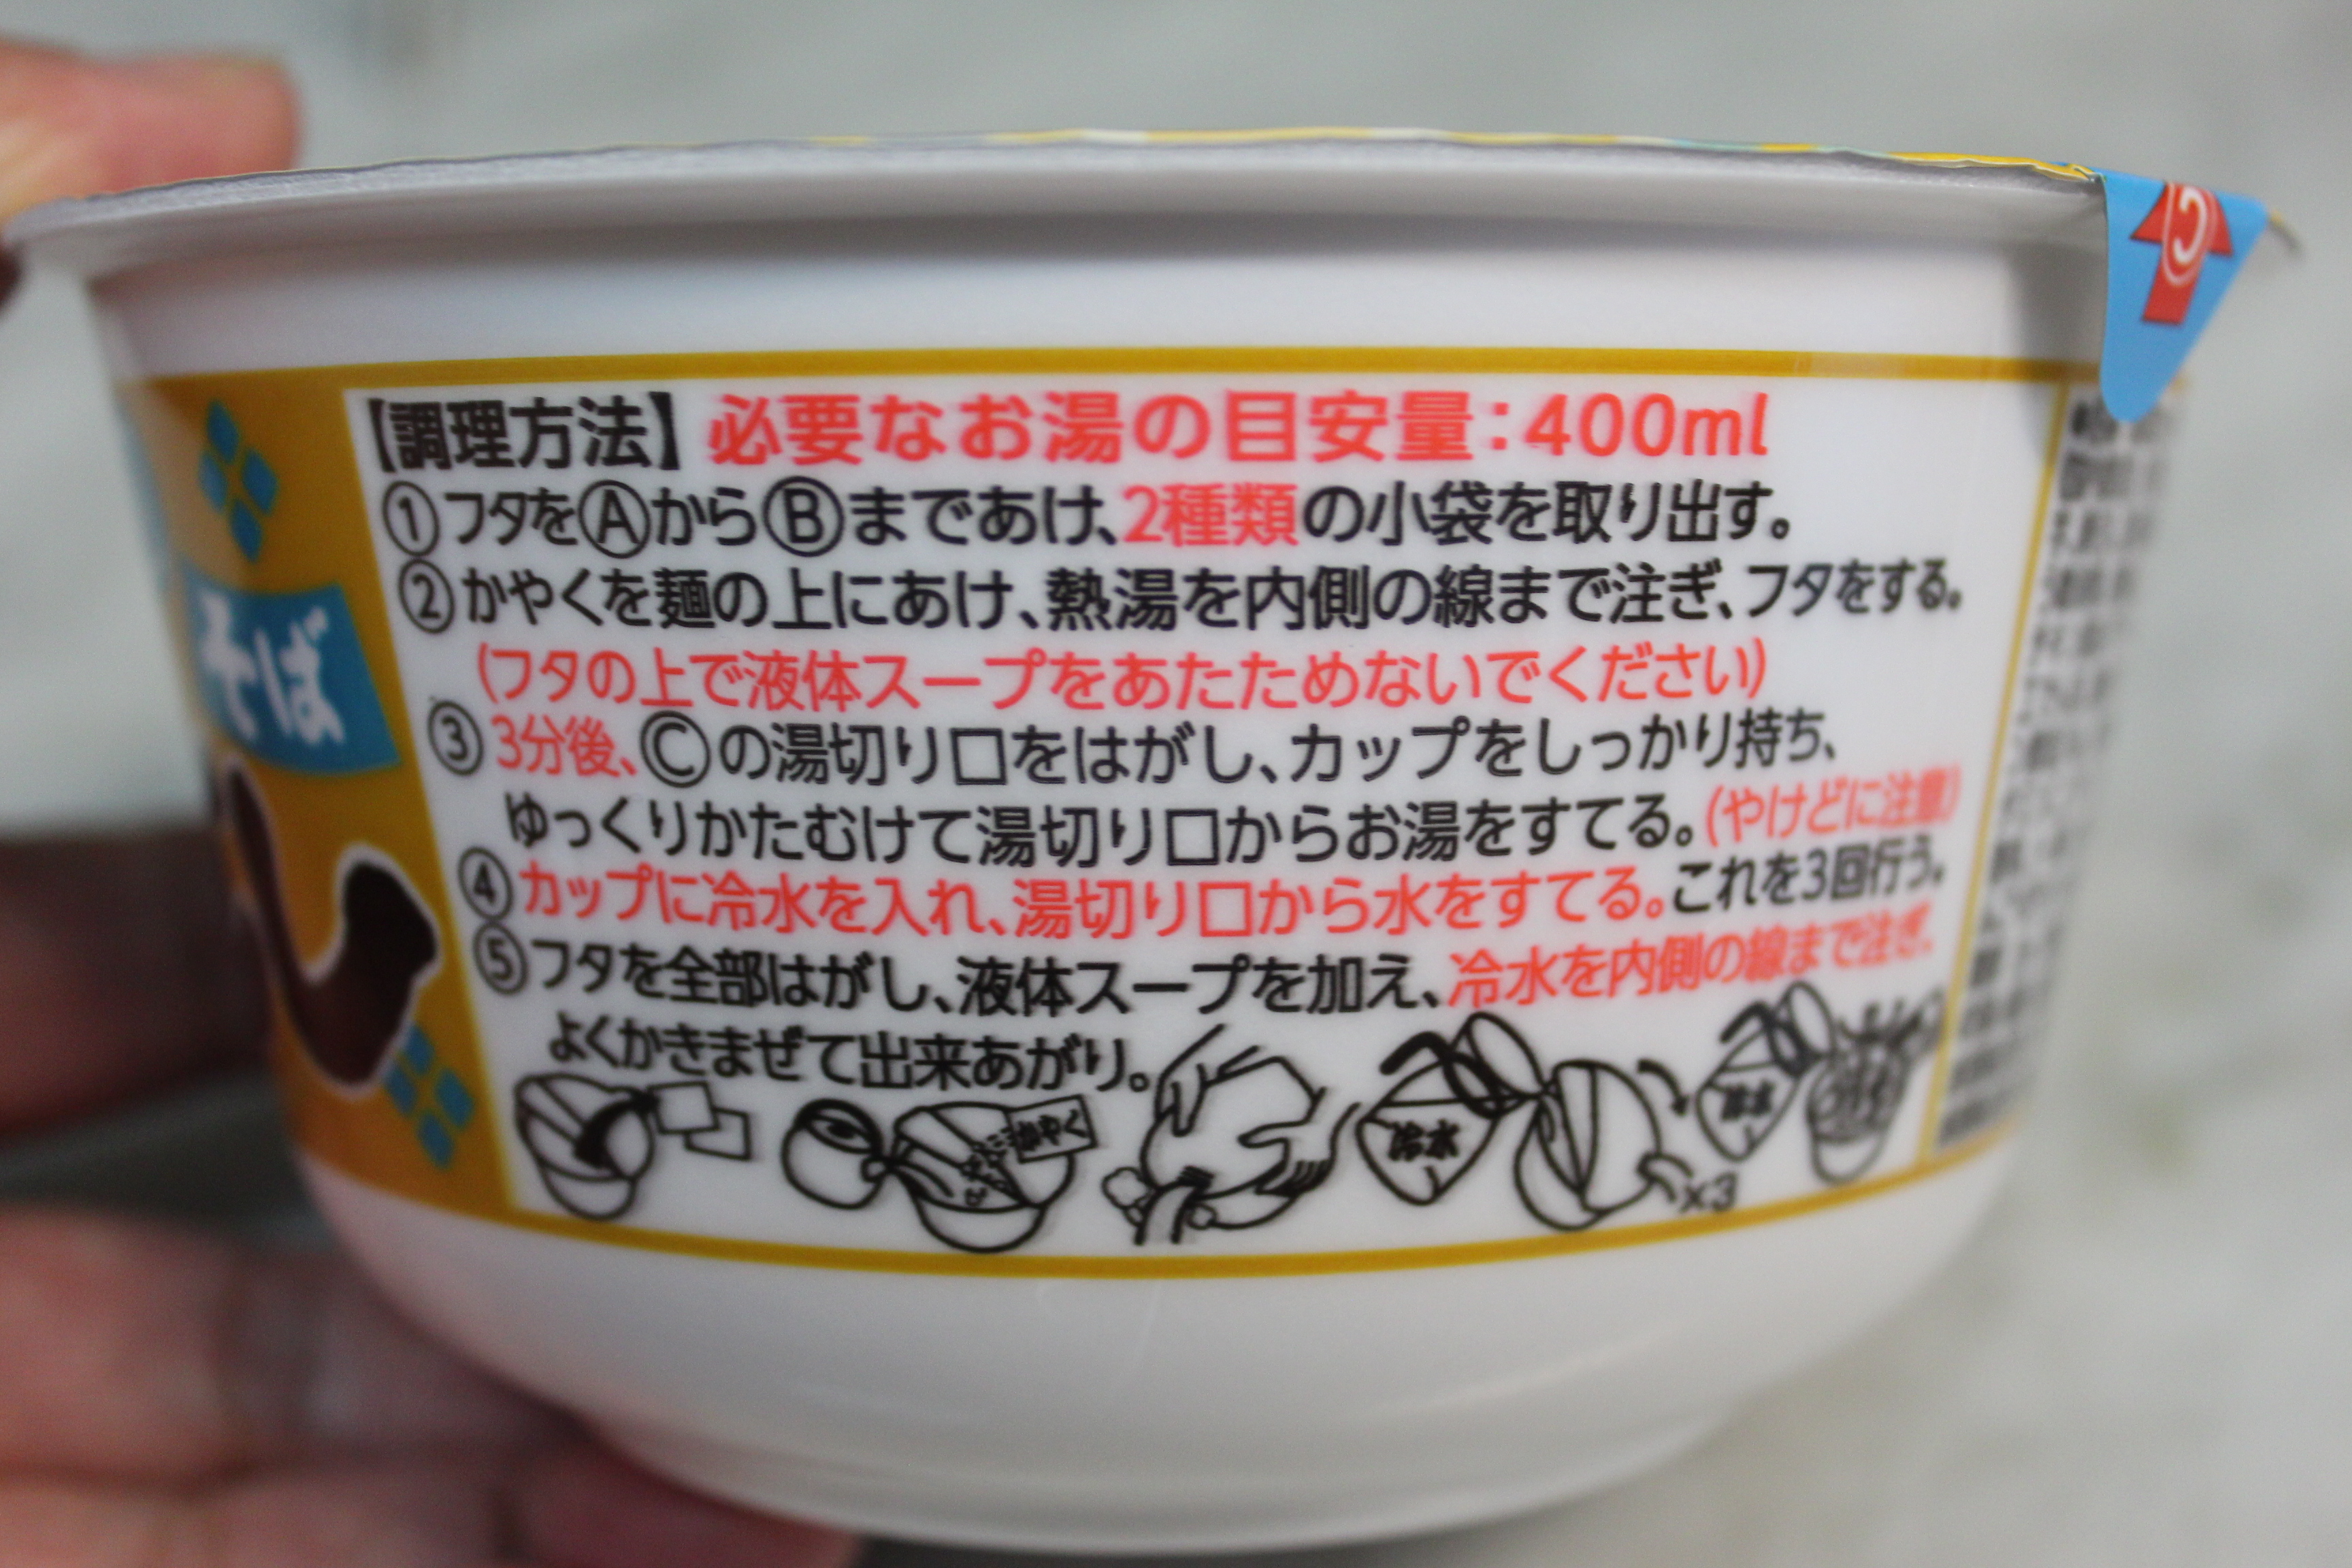 【調理方法】必要なお湯の目安量：400ml
①フタをⒶからⒷまであけ、2種類の小袋を取り出す。
②かやくを麺の上にあけ、熱湯を内側の線まで注ぎ、フタをする。
(フタの上で液体スープをあたためないでください)
③3分後、Ⓒの湯切り口をはがし、カップをしっかり持ち、
ゆっくりかたむけて湯切り口からお湯をすてる。(やけどに注意)
④カップに冷水を入れ、湯切り口から水をすてる。これを3回行う。
⑤フタを全部はがし、液体スープを加え、冷水を内側の線まで注ぎ、
よくかきまぜて出来あがり。
かやく
冷水
×3
冷水
そば
C